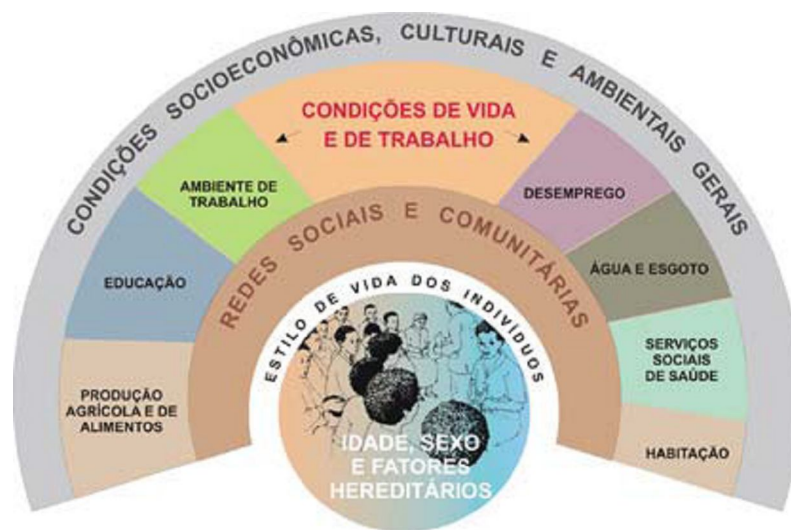 CONDIÇÕES SOCIOECONÔMICAS, CULTURAIS E AMBIENTAIS GERAIS
CONDIÇÕES DE VIDA
E DE TRABALHO
AMBIENTE DE
TRABALHO
DESEMPREGO
EDUCAÇÃO
ÁGUA E ESGOTO
PRODUÇÃO
AGRÍCOLA E DE
ALIMENTOS
SERVIÇOS
SOCIAIS
DE SAÚDE
HABITAÇÃO
REDES SOCIAIS E COMUNITÁRIAS
ESTILO DE VIDA DOS INDIVÍDUOS
IDADE, SEXO
E FATORES
HEREDITÁRIOS